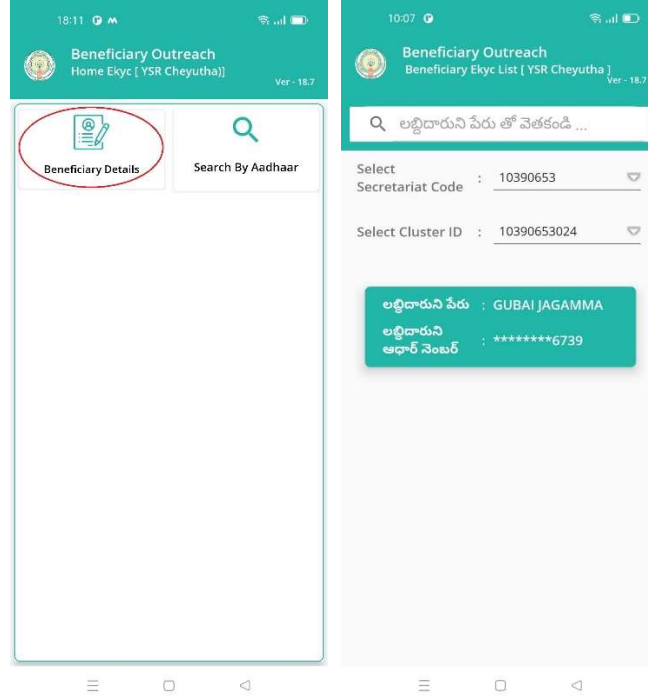 18:11
Beneficiary Outreach
Home Ekyc [ YSR Cheyutha)]
Ver - 18.7
Beneficiary Details
Search By Aadhaar
10:07
Beneficiary Outreach
Beneficiary Ekyc List [ YSR Cheyutha ]
Ver - 18.7
లబ్ధిదారుని పేరు తో వెతకండి ...
Select
Secretariat Code : 10390653
Select Cluster ID : 10390653024
లబ్ధిదారుని పేరు : GUBAI JAGAMMA
లబ్ధిదారుని
ఆధార్ నెంబర్ : ********6739